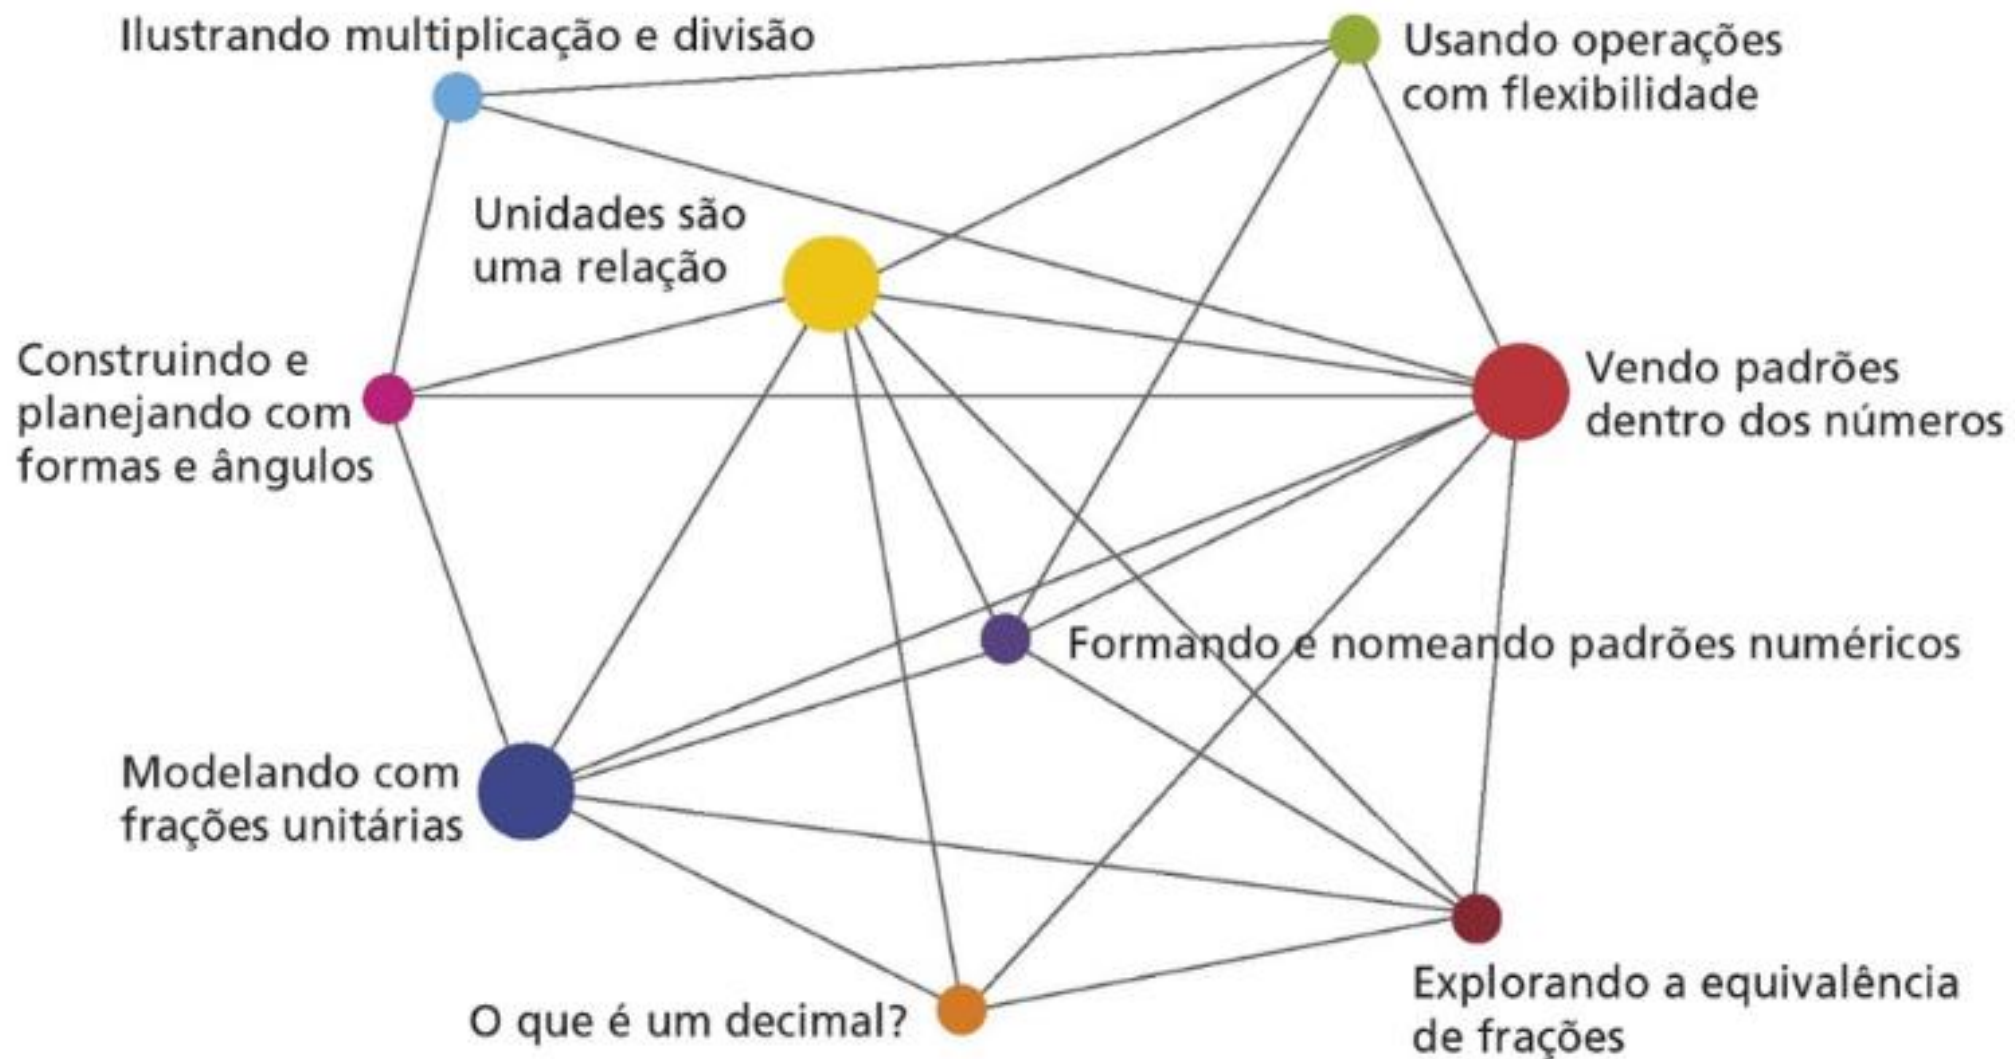 Ilustrando multiplicação e divisão
Usando operações
com flexibilidade
Unidades são
uma relação
Construindo e
planejando com
formas e ângulos
Vendo padrões
dentro dos números
Formando e nomeando padrões numéricos
Modelando com
frações unitárias
O que é um decimal?
Explorando a equivalência
de frações